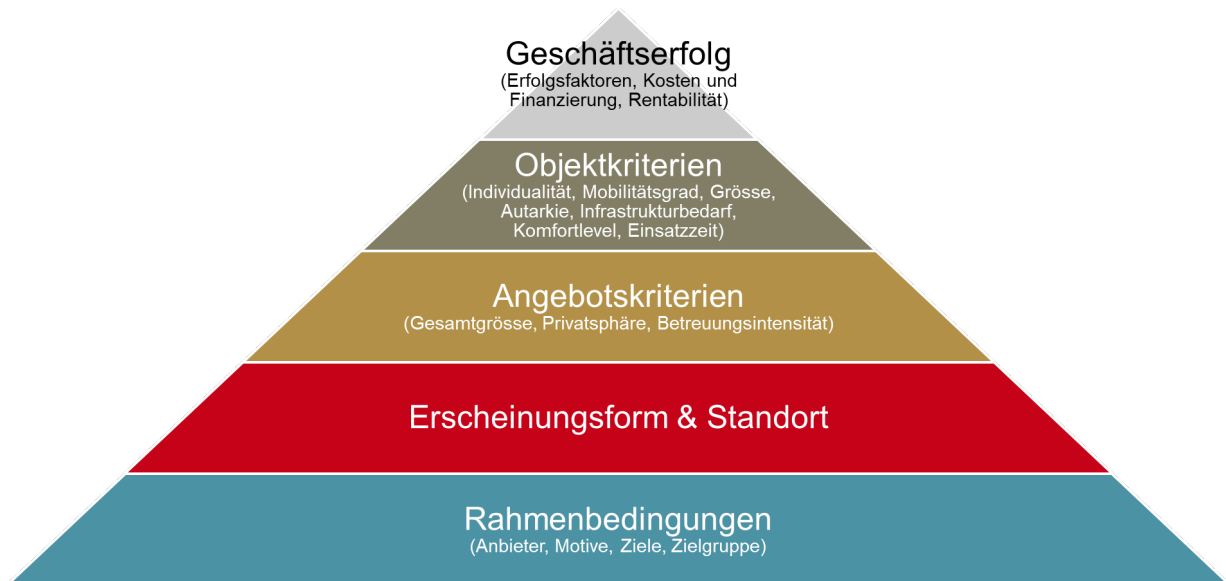 Geschäftserfolg
(Erfolgsfaktoren, Kosten und
Finanzierung, Rentabilität)
Objektkriterien
(Individualität, Mobilitätsgrad, Grösse,
Autarkie, Infrastrukturbedarf,
Komfortlevel, Einsatzzeit)
Angebotskriterien
(Gesamtgrösse, Privatsphäre, Betreuungsintensität)
Erscheinungsform & Standort
Rahmenbedingungen
(Anbieter, Motive, Ziele, Zielgruppe)